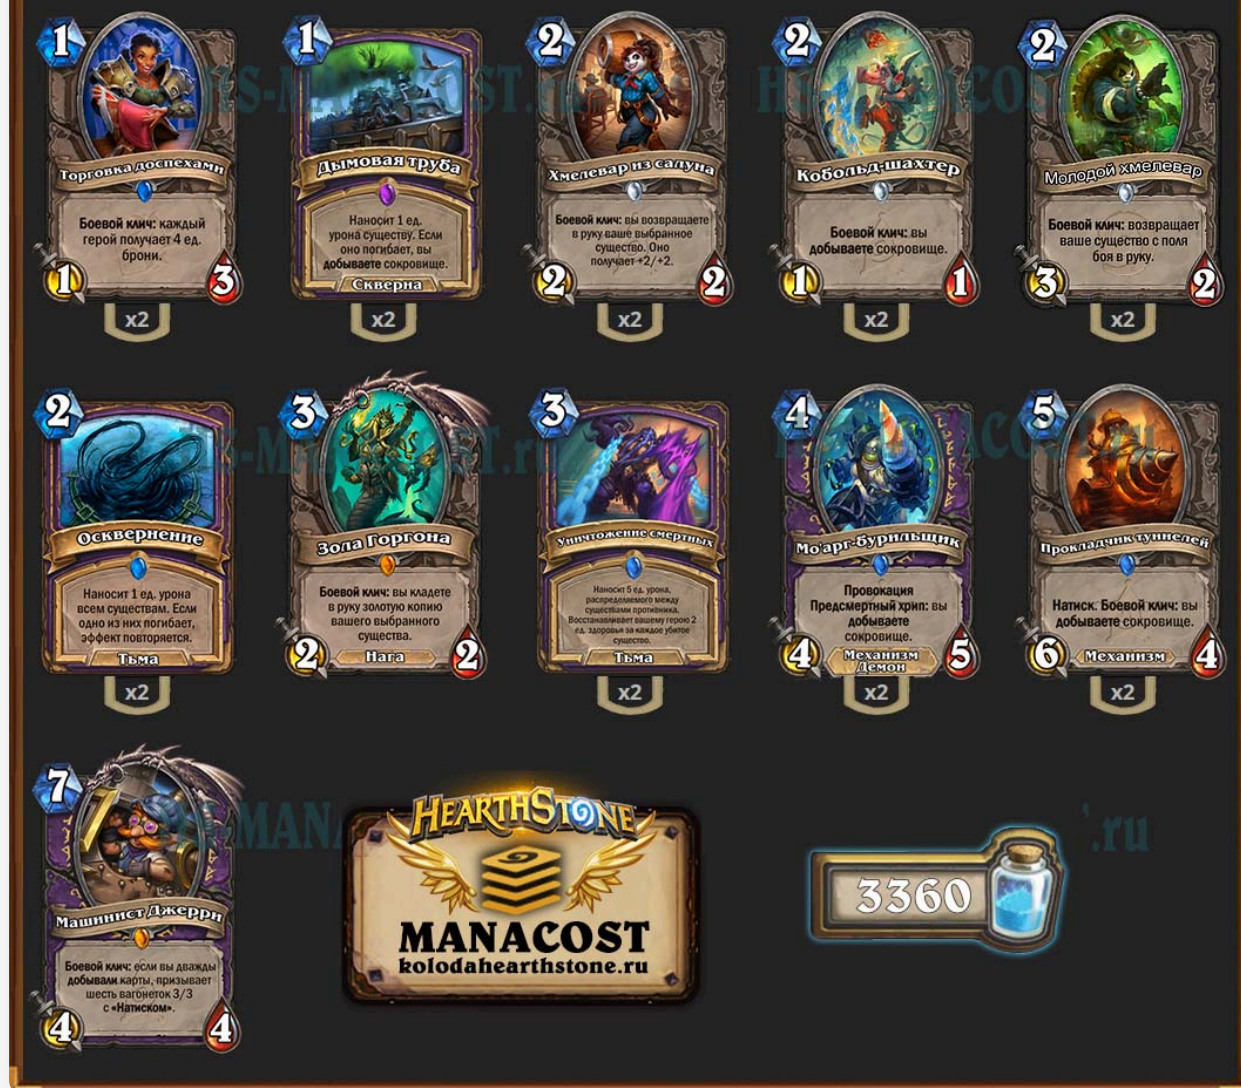 1
Торговка доспехами
Боевой клич: каждый
герой получает 4 ед.
брони.
1
3
x2
1
Дымовая труба
Наносит 1 ед.
урона существу. Если
оно погибает, вы
добываете сокровище.
Скверна
x2
2
Хмелевар из салуна
Боевой клич: вы возвращаете
в руку ваше выбранное
существо. Оно
получает +2/+2.
2
2
x2
2
Кобольд-шахтер
Боевой клич: вы
добываете сокровище.
1
1
x2
2
Молодой хмелевар
Боевой клич: возвращает
ваше существо с поля
боя в руку.
3
2
x2
2
Осквернение
Наносит 1 ед. урона
всем существам. Если
одно из них погибает,
эффект повторяется.
Тьма
x2
3
Зола Горгона
Боевой клич: вы кладете
в руку золотую копию
вашего выбранного
существа.
2
Нага
2
3
Уничтожение смертных
Наносит 5 ед. урона,
распределяемого между
существами противника.
Восстанавливает вашему герою 2
ед. здоровья за каждое убитое
существо.
Тьма
x2
4
Мо'арг-бурильщик
Провокация
Предсмертный хрип: вы
добываете
сокровище.
4
Механизм
Демон
5
x2
5
Прокладчик туннелей
Натиск. Боевой клич: вы
добываете сокровище.
6
Механизм
4
x2
7
Машинист Джерри
Боевой клич: если вы дважды
добывали карты, призывает
шесть вагонеток 3/3
с «Натиском».
4
4
HEARTHSTONE
MANACOST
kolodahearthstone.ru
3360
.ru